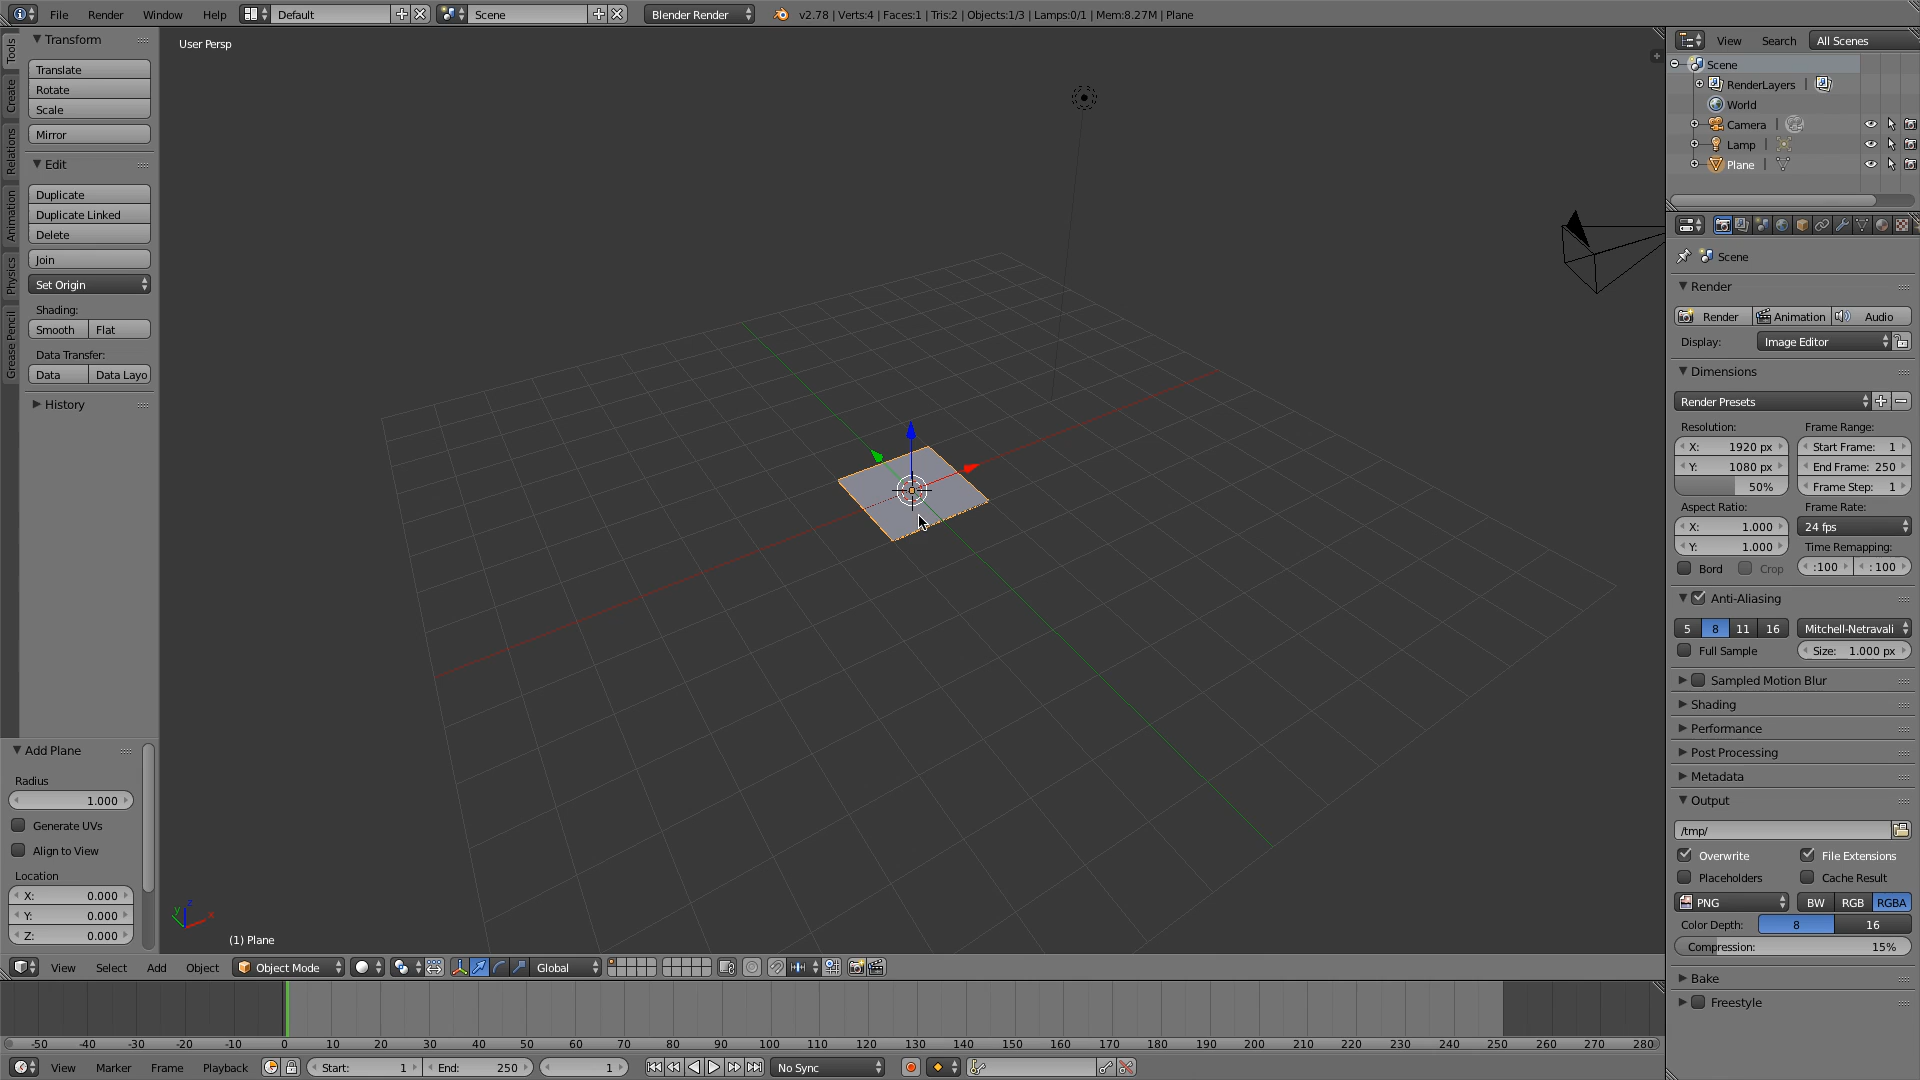 File Render Window Help Default Scene Blender Render v2.78 | Verts:4 | Faces:1 | Tris:2 | Objects:1/3 | Lamps:0/1 | Mem:8.27M | Plane
Tools
Create
Relations
Animation
Physics
Grease Pencil
Transform
Translate
Rotate
Scale
Mirror
Edit
Duplicate
Duplicate Linked
Delete
Join
Set Origin
Shading:
Smooth Flat
Data Transfer:
Data Data Layo
History
Add Plane
Radius
1.000
Generate UVs
Align to View
Location
X: 0.000
Y: 0.000
Z: 0.000
User Persp
y z x
(1) Plane
View Select Add Object Object Mode Global
-50 -40 -30 -20 -10 0 10 20 30 40 50 60 70 80 90 100 110 120 130 140 150 160 170 180 190 200 210 220 230 240 250 260 270 280
View Marker Frame Playback Start: 1 End: 250 1 No Sync
View Search All Scenes
Scene
RenderLayers |
World
Camera |
Lamp |
Plane |
Scene
Render
Render Animation Audio
Display: Image Editor
Dimensions
Render Presets
Resolution: Frame Range:
X: 1920 px Start Frame: 1
Y: 1080 px End Frame: 250
50% Frame Step: 1
Aspect Ratio: Frame Rate:
X: 1.000 24 fps
Y: 1.000 Time Remapping:
Bord Crop :100 : 100
Anti-Aliasing
5 8 11 16 Mitchell-Netravali
Full Sample Size: 1.000 px
Sampled Motion Blur
Shading
Performance
Post Processing
Metadata
Output
/tmp/
Overwrite File Extensions
Placeholders Cache Result
PNG BW RGB RGBA
Color Depth: 8 16
Compression: 15%
Bake
Freestyle